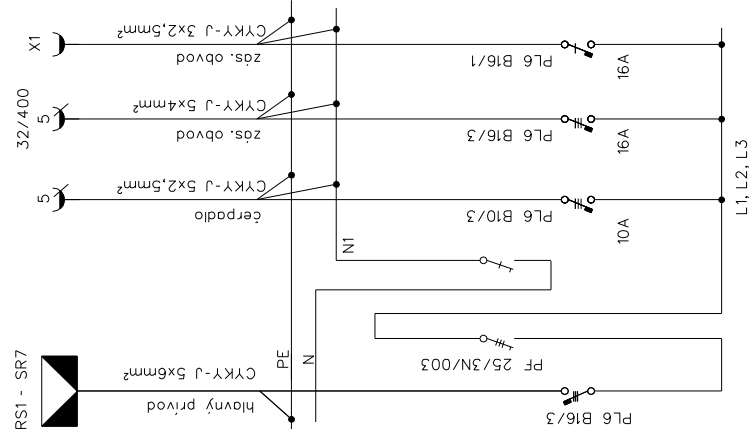 X1
CYKY-J 3x2,5mm²
zás. obvod
PL6 B16/1
16A
32/400
5
CYKY-J 5x4mm²
zás. obvod
PL6 B16/3
16A
5
CYKY-J 5x2,5mm²
čerpadlo
PL6 B10/3
10A
L1, L2, L3
N1
PE
N
PF 25/3N/003
RS1 - SR7
CYKY-J 5x6mm²
hlavný prívod
PL6 B16/3